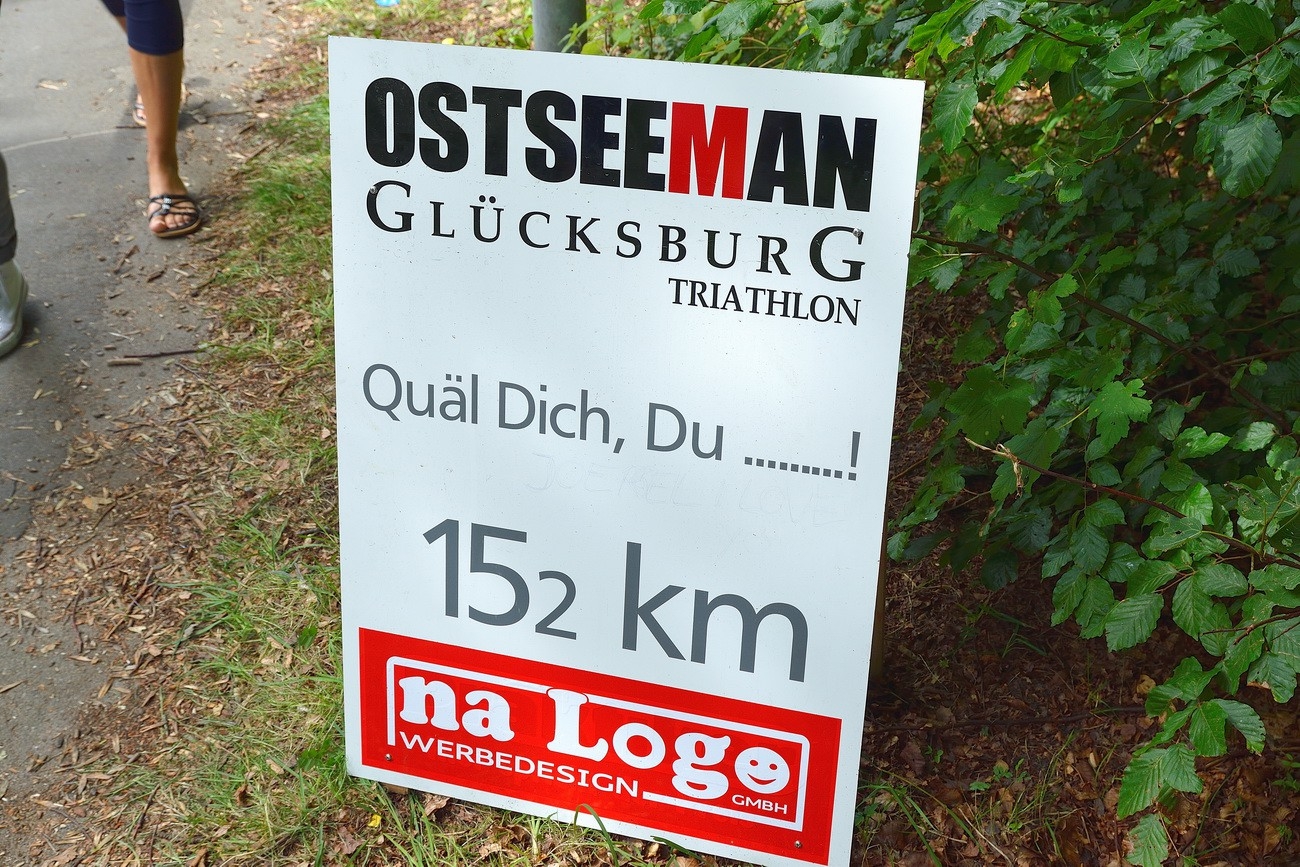 OSTSEEMAN
GLÜCKSBURG
TRIATHLON
Quäl Dich, Du ..........!
152 km
na Logo
WERBEDESIGN GMBH